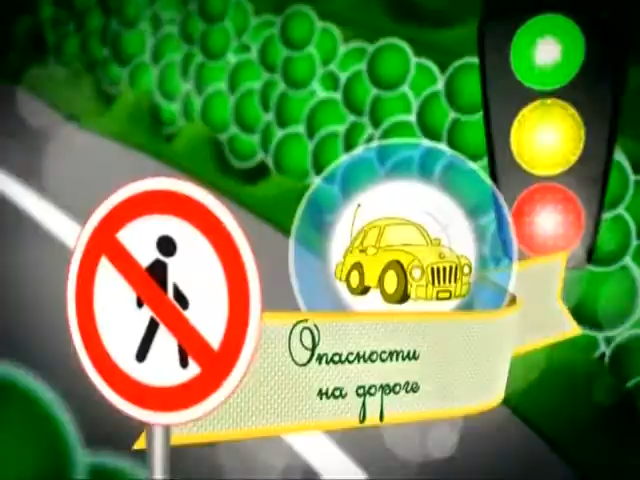 Опасности
на дороге